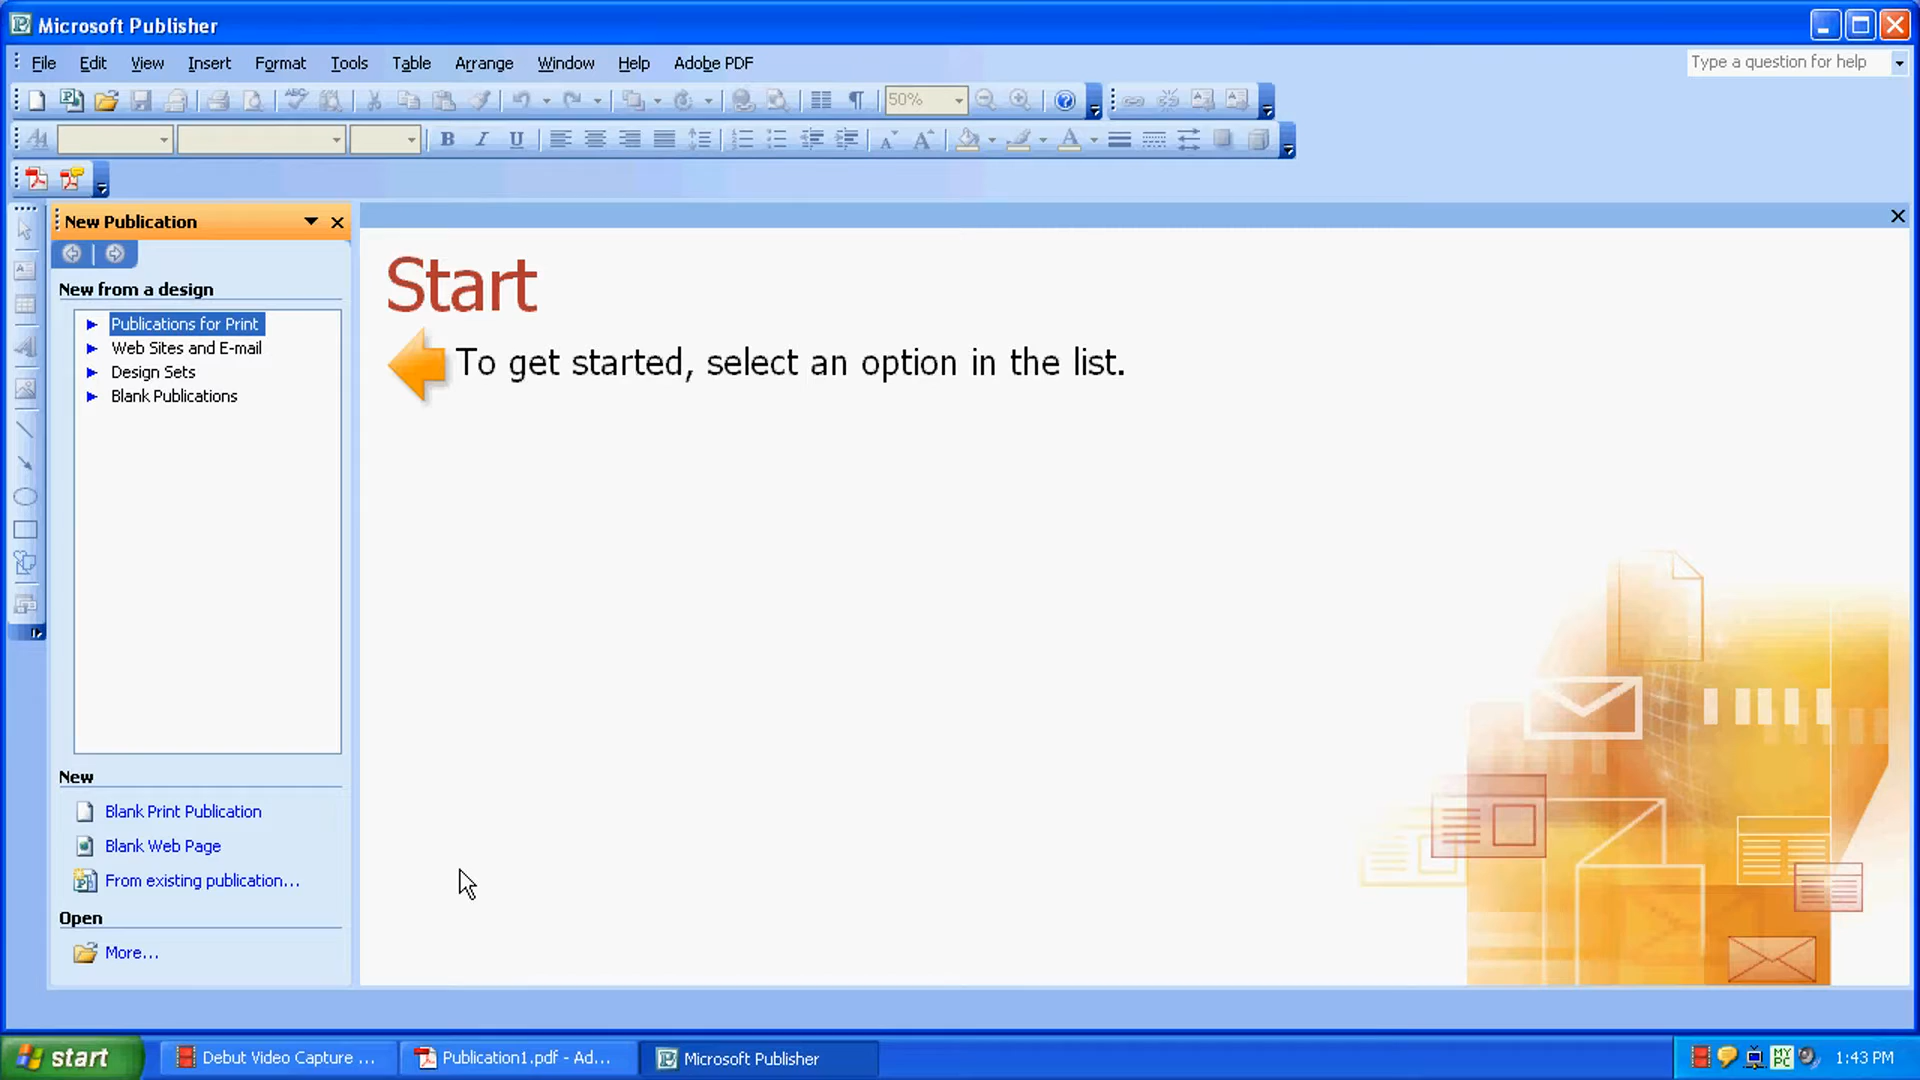 Microsoft Publisher
File Edit View Insert Format Tools Table Arrange Window Help Adobe PDF
Type a question for help
50%
B I U
New Publication
New from a design
Publications for Print
Web Sites and E-mail
Design Sets
Blank Publications
Start
To get started, select an option in the list.
New
Blank Print Publication
Blank Web Page
From existing publication...
Open
More...
start
Debut Video Capture ...
Publication1.pdf - Ad...
Microsoft Publisher
MY PC
1:43 PM